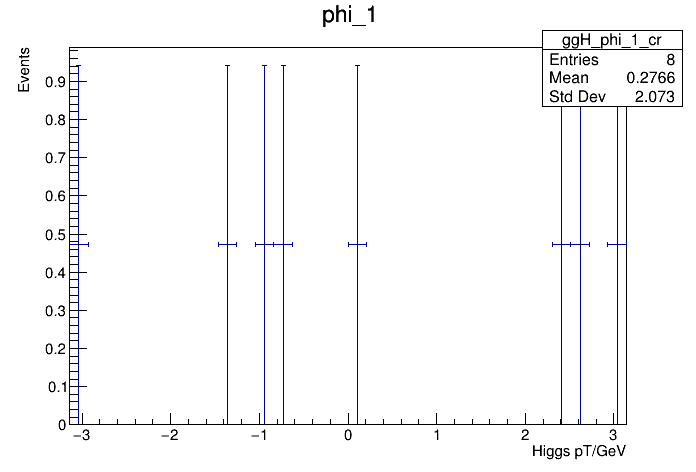 phi_1
ggH_phi_1_cr
Entries 8
Mean 0.2766
Std Dev 2.073
Events
0.9
0.8
0.7
0.6
0.5
0.4
0.3
0.2
0.1
0
−3 −2 −1 0 1 2 3
Higgs pT/GeV